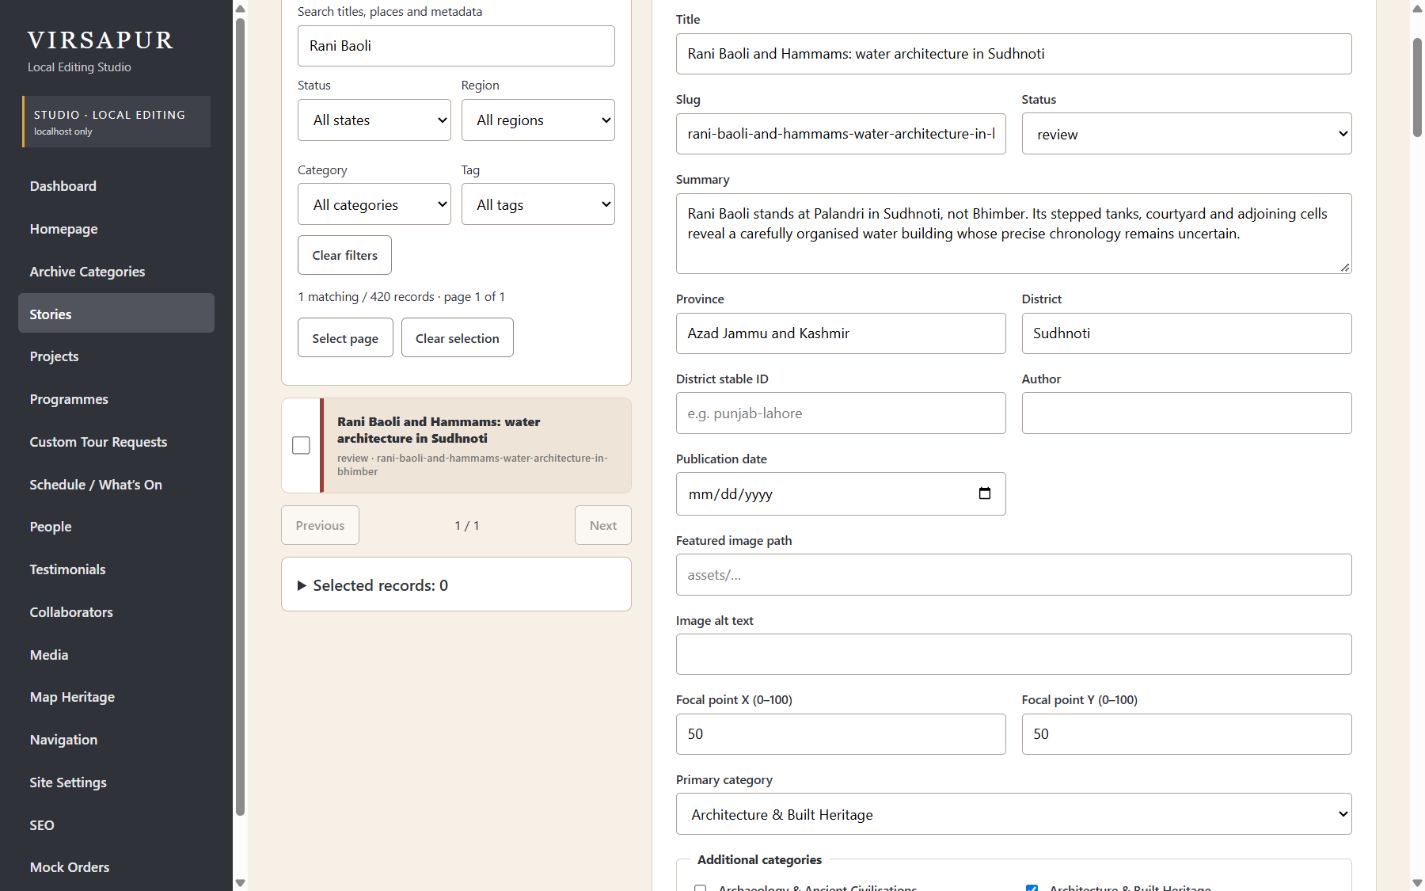 VIRSAPUR
Local Editing Studio
STUDIO · LOCAL EDITING
localhost only
Dashboard
Homepage
Archive Categories
Stories
Projects
Programmes
Custom Tour Requests
Schedule / What's On
People
Testimonials
Collaborators
Media
Map Heritage
Navigation
Site Settings
SEO
Mock Orders
Search titles, places and metadata
Rani Baoli
Status
Region
All states
All regions
Category
Tag
All categories
All tags
Clear filters
1 matching / 420 records · page 1 of 1
Select page
Clear selection
Rani Baoli and Hammams: water
architecture in Sudhnoti
review · rani-baoli-and-hammams-water-architecture-in-
bhimber
Previous
1 / 1
Next
Selected records: 0
Title
Rani Baoli and Hammams: water architecture in Sudhnoti
Slug
Status
rani-baoli-and-hammams-water-architecture-in-l
review
Summary
Rani Baoli stands at Palandri in Sudhnoti, not Bhimber. Its stepped tanks, courtyard and adjoining cells
reveal a carefully organised water building whose precise chronology remains uncertain.
Province
District
Azad Jammu and Kashmir
Sudhnoti
District stable ID
Author
e.g. punjab-lahore
Publication date
mm/dd/yyyy
Featured image path
assets/...
Image alt text
Focal point X (0–100)
Focal point Y (0–100)
50
50
Primary category
Architecture & Built Heritage
Additional categories
Archaeology & Ancient Civilisations
Architecture & Built Heritage